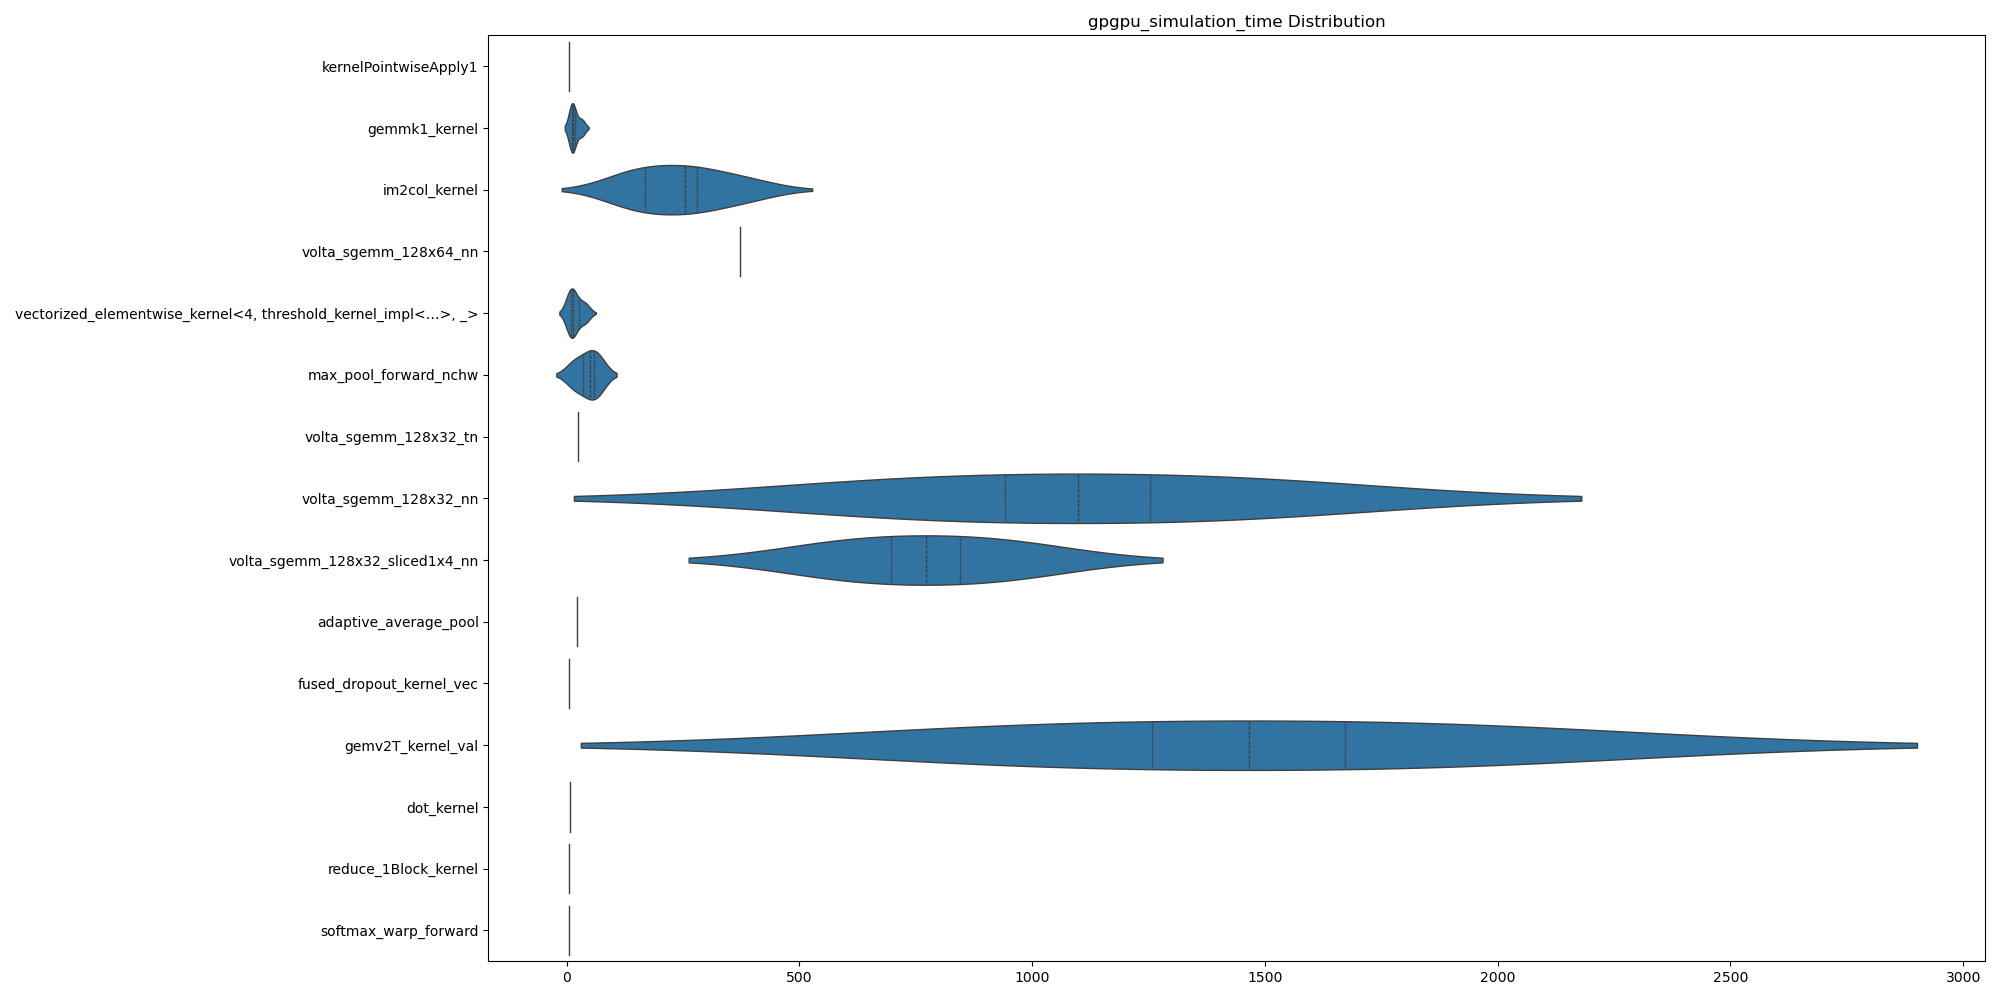 gpgpu_simulation_time Distribution
kernelPointwiseApply1
gemmk1_kernel
im2col_kernel
volta_sgemm_128x64_nn
vectorized_elementwise_kernel<4, threshold_kernel_impl<...>, _>
max_pool_forward_nchw
volta_sgemm_128x32_tn
volta_sgemm_128x32_nn
volta_sgemm_128x32_sliced1x4_nn
adaptive_average_pool
fused_dropout_kernel_vec
gemv2T_kernel_val
dot_kernel
reduce_1Block_kernel
softmax_warp_forward
0 500 1000 1500 2000 2500 3000